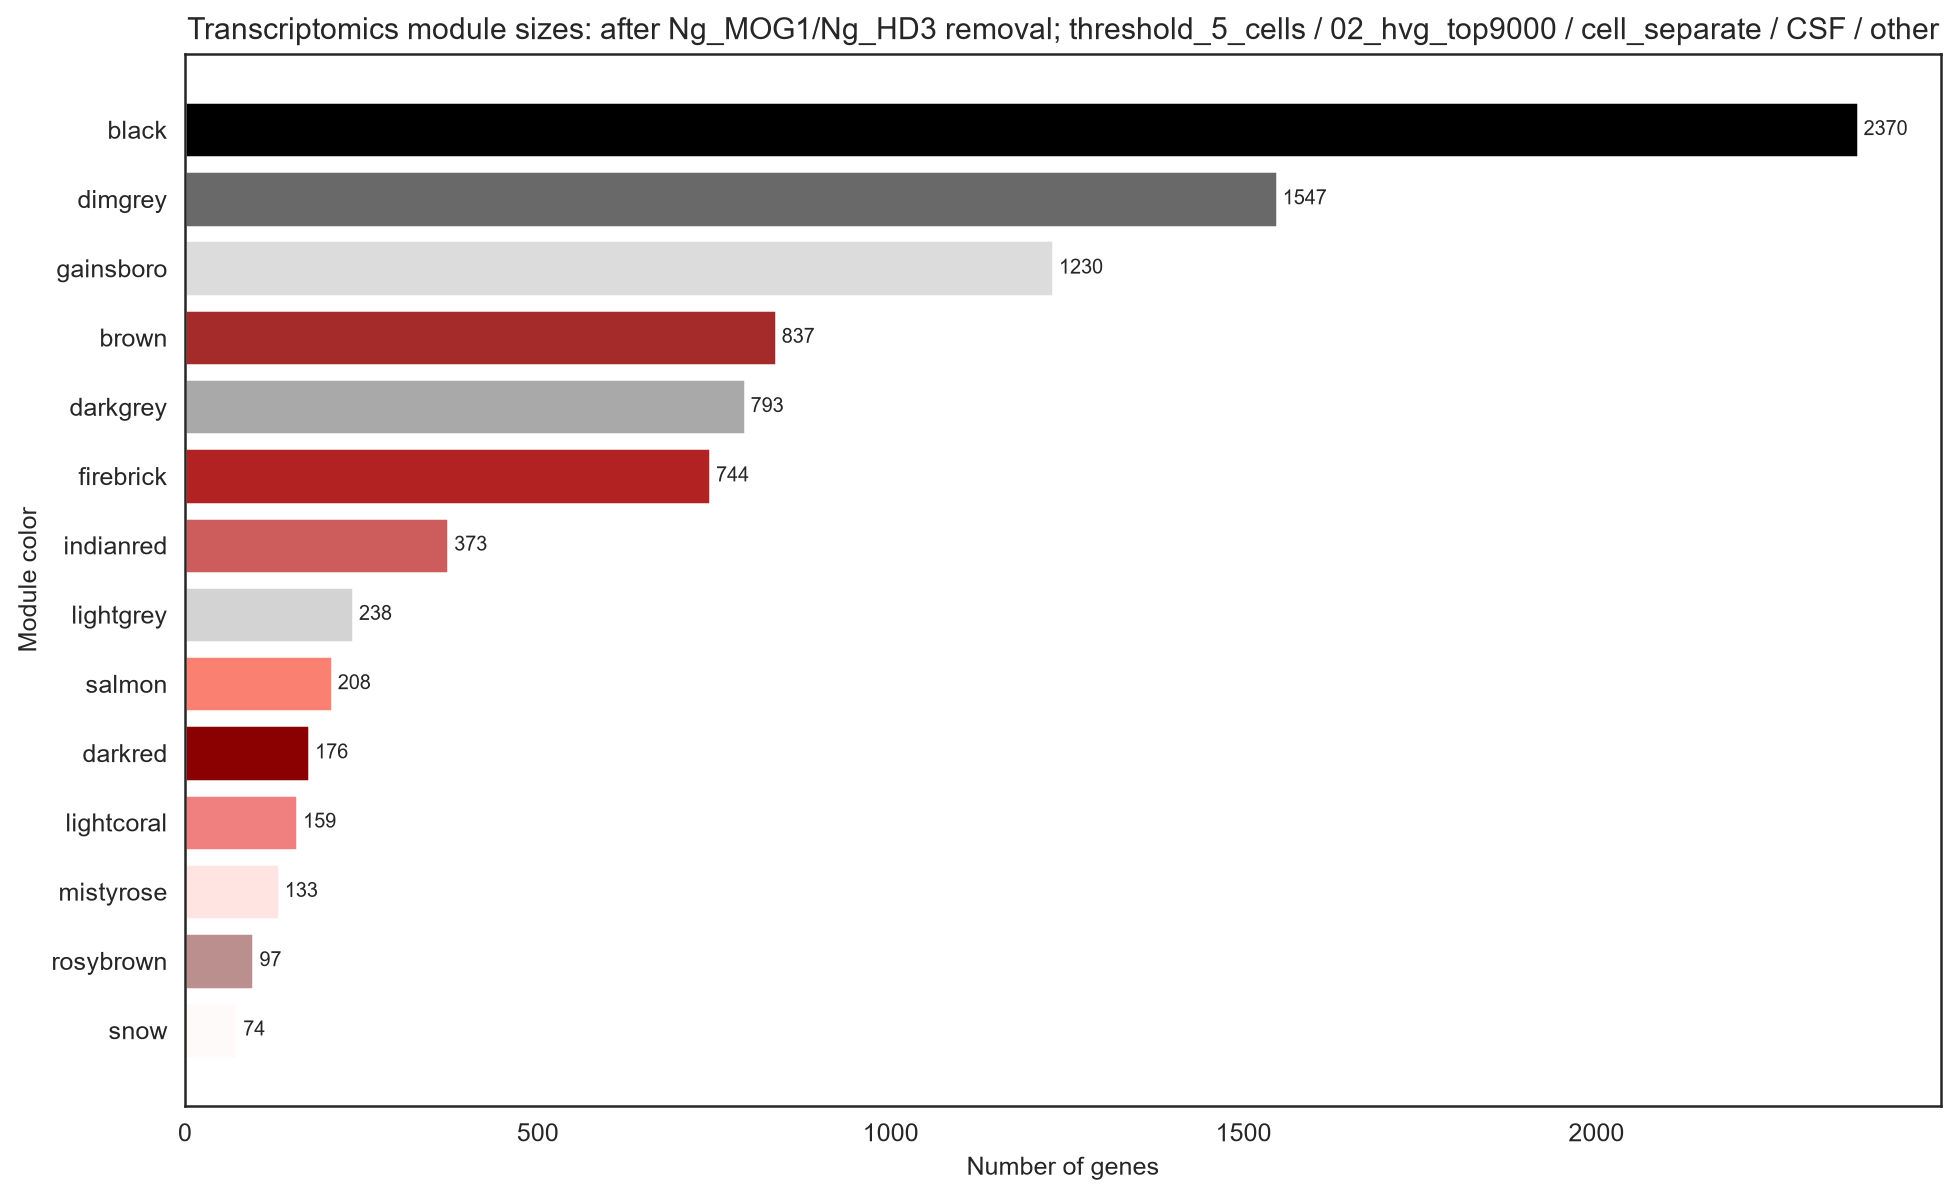 Transcriptomics module sizes: after Ng_MOG1/Ng_HD3 removal; threshold_5_cells / 02_hvg_top9000 / cell_separate / CSF / other
black 2370
dimgrey 1547
gainsboro 1230
brown 837
darkgrey 793
firebrick 744
indianred 373
lightgrey 238
salmon 208
darkred 176
lightcoral 159
mistyrose 133
rosybrown 97
snow 74
Module color
0 500 1000 1500 2000
Number of genes